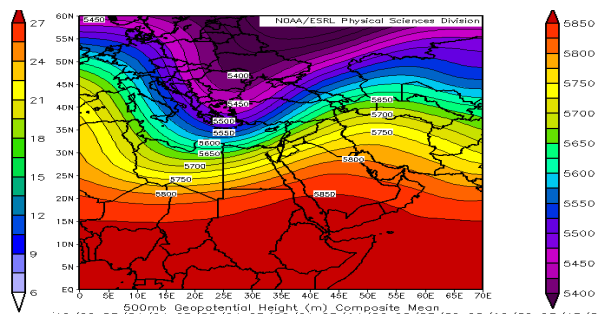 NOAA/ESRL Physical Sciences Division
27
24
21
18
15
12
9
6
60N
55N
50N
45N
40N
35N
30N
25N
20N
15N
10N
5N
EQ
5450
5400
5450
5500
5550
5600
5650
5700
5750
5800
5650
5700
5750
5800
5850
0
5E
10E
15E
20E
25E
30E
35E
40E
45E
50E
55E
60E
65E
70E
500mb Geopotential Height (m) Composite Mean
5850
5800
5750
5700
5650
5600
5550
5500
5450
5400